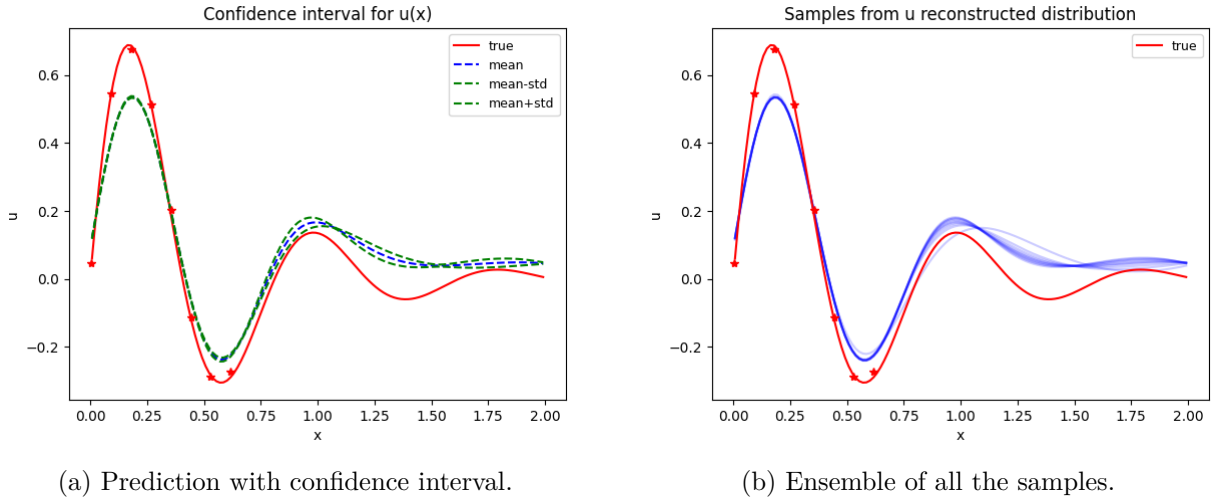 Confidence interval for u(x)
true
mean
mean-std
mean+std
0.6
0.4
0.2
0.0
−0.2
u
0.00 0.25 0.50 0.75 1.00 1.25 1.50 1.75 2.00
x
(a) Prediction with confidence interval.
Samples from u reconstructed distribution
true
0.6
0.4
0.2
0.0
−0.2
u
0.00 0.25 0.50 0.75 1.00 1.25 1.50 1.75 2.00
x
(b) Ensemble of all the samples.